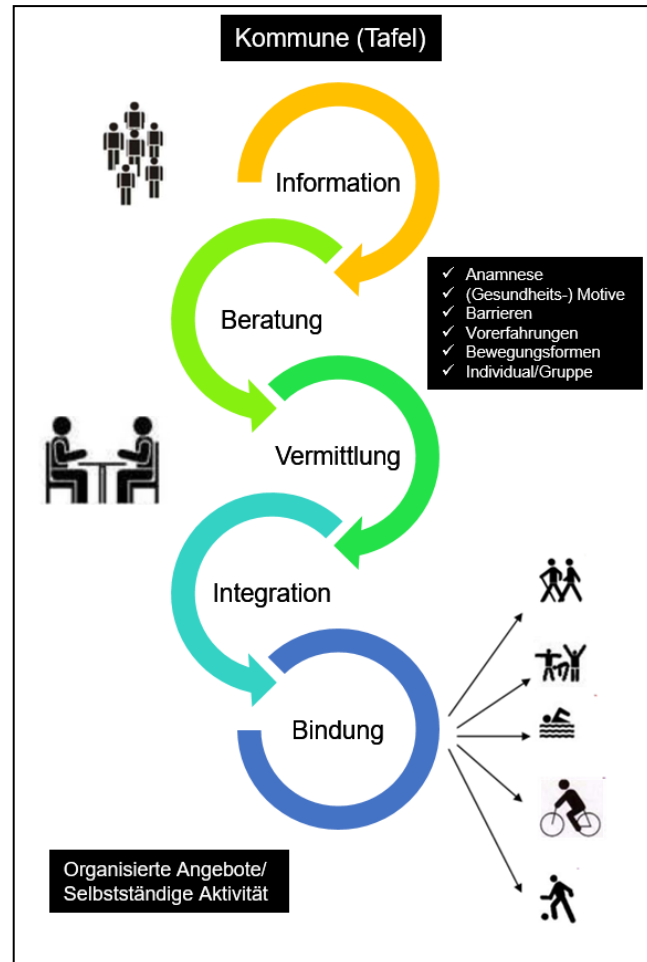 Kommune (Tafel)
Information
Beratung
✓ Anamnese
✓ (Gesundheits-) Motive
✓ Barrieren
✓ Vorerfahrungen
✓ Bewegungsformen
✓ Individual/Gruppe
Vermittlung
Integration
Bindung
Organisierte Angebote/
Selbstständige Aktivität